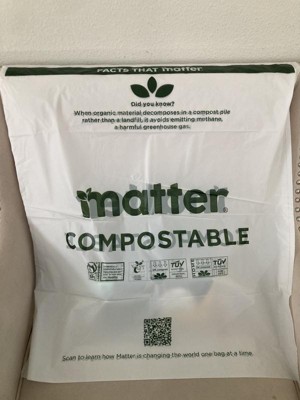 FACTS THAT matter.
Did you know?
When organic material decomposes in a compost pile
rather than a landfill, it avoids emitting methane,
a harmful greenhouse gas.
matter.
COMPOSTABLE
TÜV
TÜV
Scan to learn how Matter is changing the world one bag at a time.